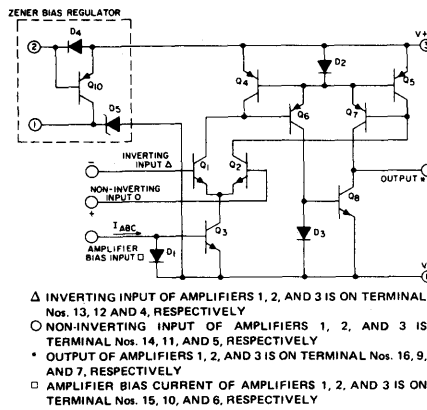 ZENER BIAS REGULATOR
D4
2
Q10
D5
1
V+
D2
Q4
Q5
Q6
Q7
INVERTING
INPUT Δ
−
Q1
Q2
NON-INVERTING
INPUT O
+
OUTPUT *
Q8
I ABC
Q3
AMPLIFIER
BIAS INPUT □
D1
D3
V
Δ INVERTING INPUT OF AMPLIFIERS 1, 2, AND 3 IS ON TERMINAL
Nos. 13, 12 AND 4, RESPECTIVELY
○ NON-INVERTING INPUT OF AMPLIFIERS 1, 2, AND 3 IS
TERMINAL Nos. 14, 11, AND 5, RESPECTIVELY
* OUTPUT OF AMPLIFIERS 1, 2, AND 3 IS ON TERMINAL Nos. 16, 9,
AND 7, RESPECTIVELY
□ AMPLIFIER BIAS CURRENT OF AMPLIFIERS 1, 2, AND 3 IS ON
TERMINAL Nos. 15, 10, AND 6, RESPECTIVELY